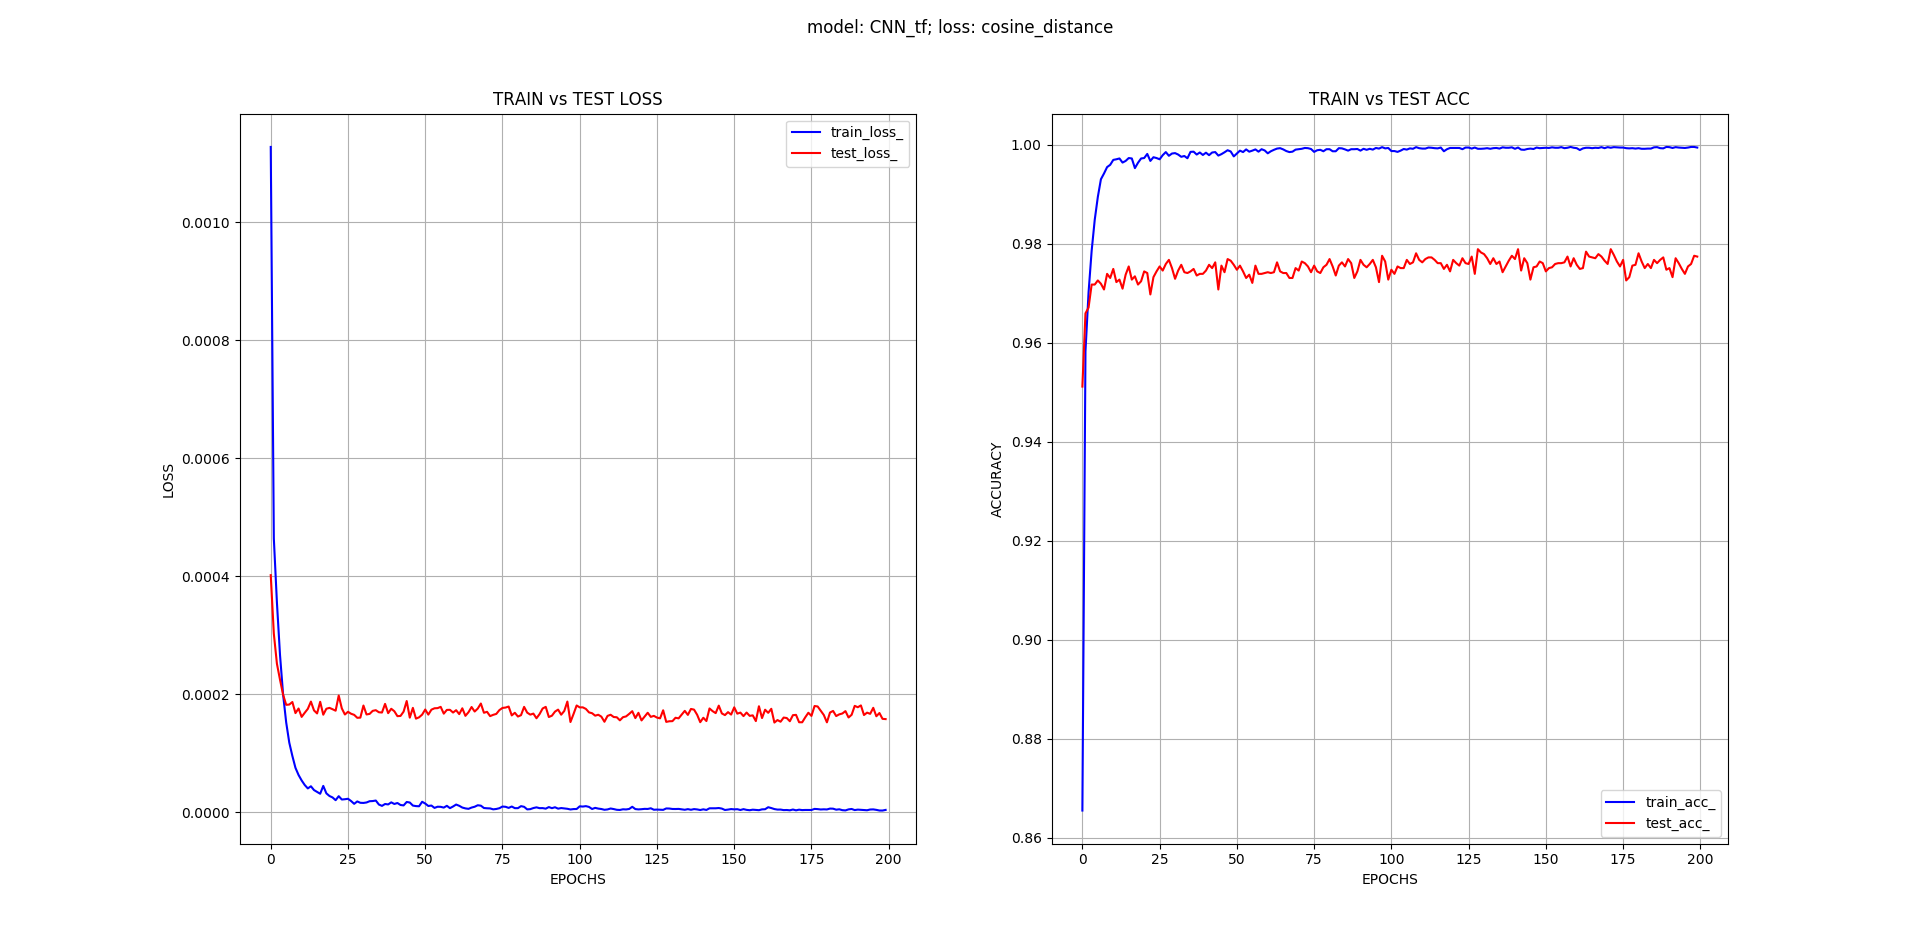 model: CNN_tf; loss: cosine_distance
TRAIN vs TEST LOSS
train_loss_
test_loss_
0.0010
0.0008
0.0006
0.0004
0.0002
0.0000
LOSS
0 25 50 75 100 125 150 175 200
EPOCHS
TRAIN vs TEST ACC
1.00
0.98
0.96
0.94
0.92
0.90
0.88
0.86
ACCURACY
train_acc_
test_acc_
0 25 50 75 100 125 150 175 200
EPOCHS